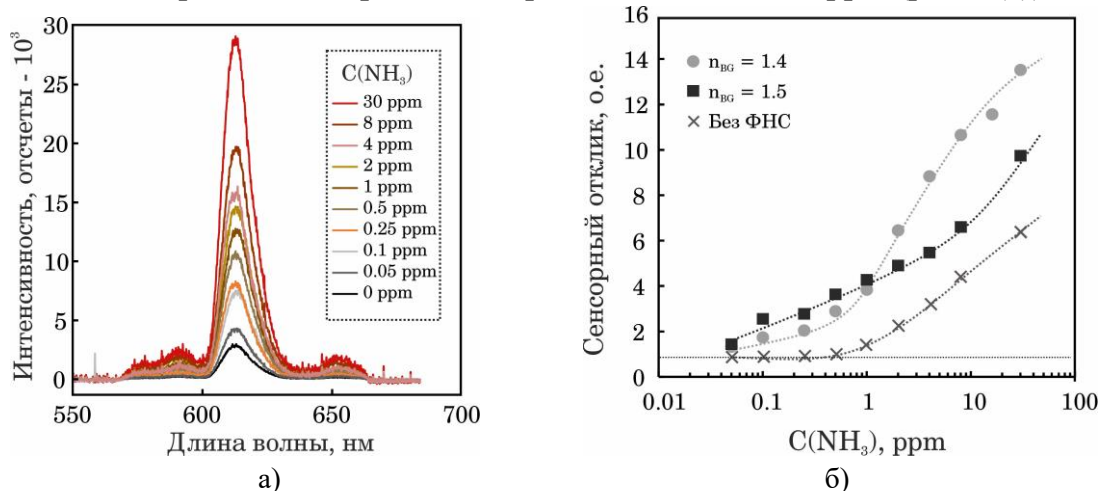 30
25
20
15
10
5
0
Интенсивность, отсчеты - 10³
C(NH₃)
30 ppm
8 ppm
4 ppm
2 ppm
1 ppm
0.5 ppm
0.25 ppm
0.1 ppm
0.05 ppm
0 ppm
550
600
650
700
Длина волны, нм
а)
16
14
12
10
8
6
4
2
0
Сенсорный отклик, о.е.
n_BG = 1.4
n_BG = 1.5
Без ФНС
0.01
0.1
1
10
100
C(NH₃), ppm
б)